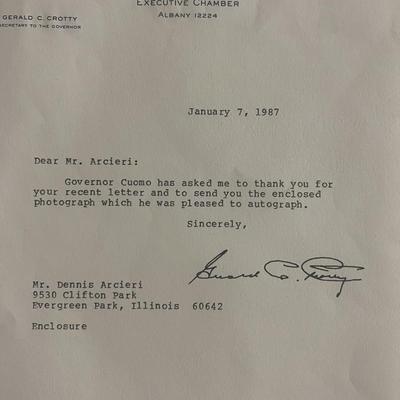 EXECUTIVE CHAMBER
ALBANY 12224
GERALD C. CROTTY
SECRETARY TO THE GOVERNOR
January 7, 1987
Dear Mr. Arcieri:
Governor Cuomo has asked me to thank you for
your recent letter and to send you the enclosed
photograph which he was pleased to autograph.
Sincerely,
Gerald C. Crotty
Mr. Dennis Arcieri
9530 Clifton Park
Evergreen Park, Illinois 60642
Enclosure